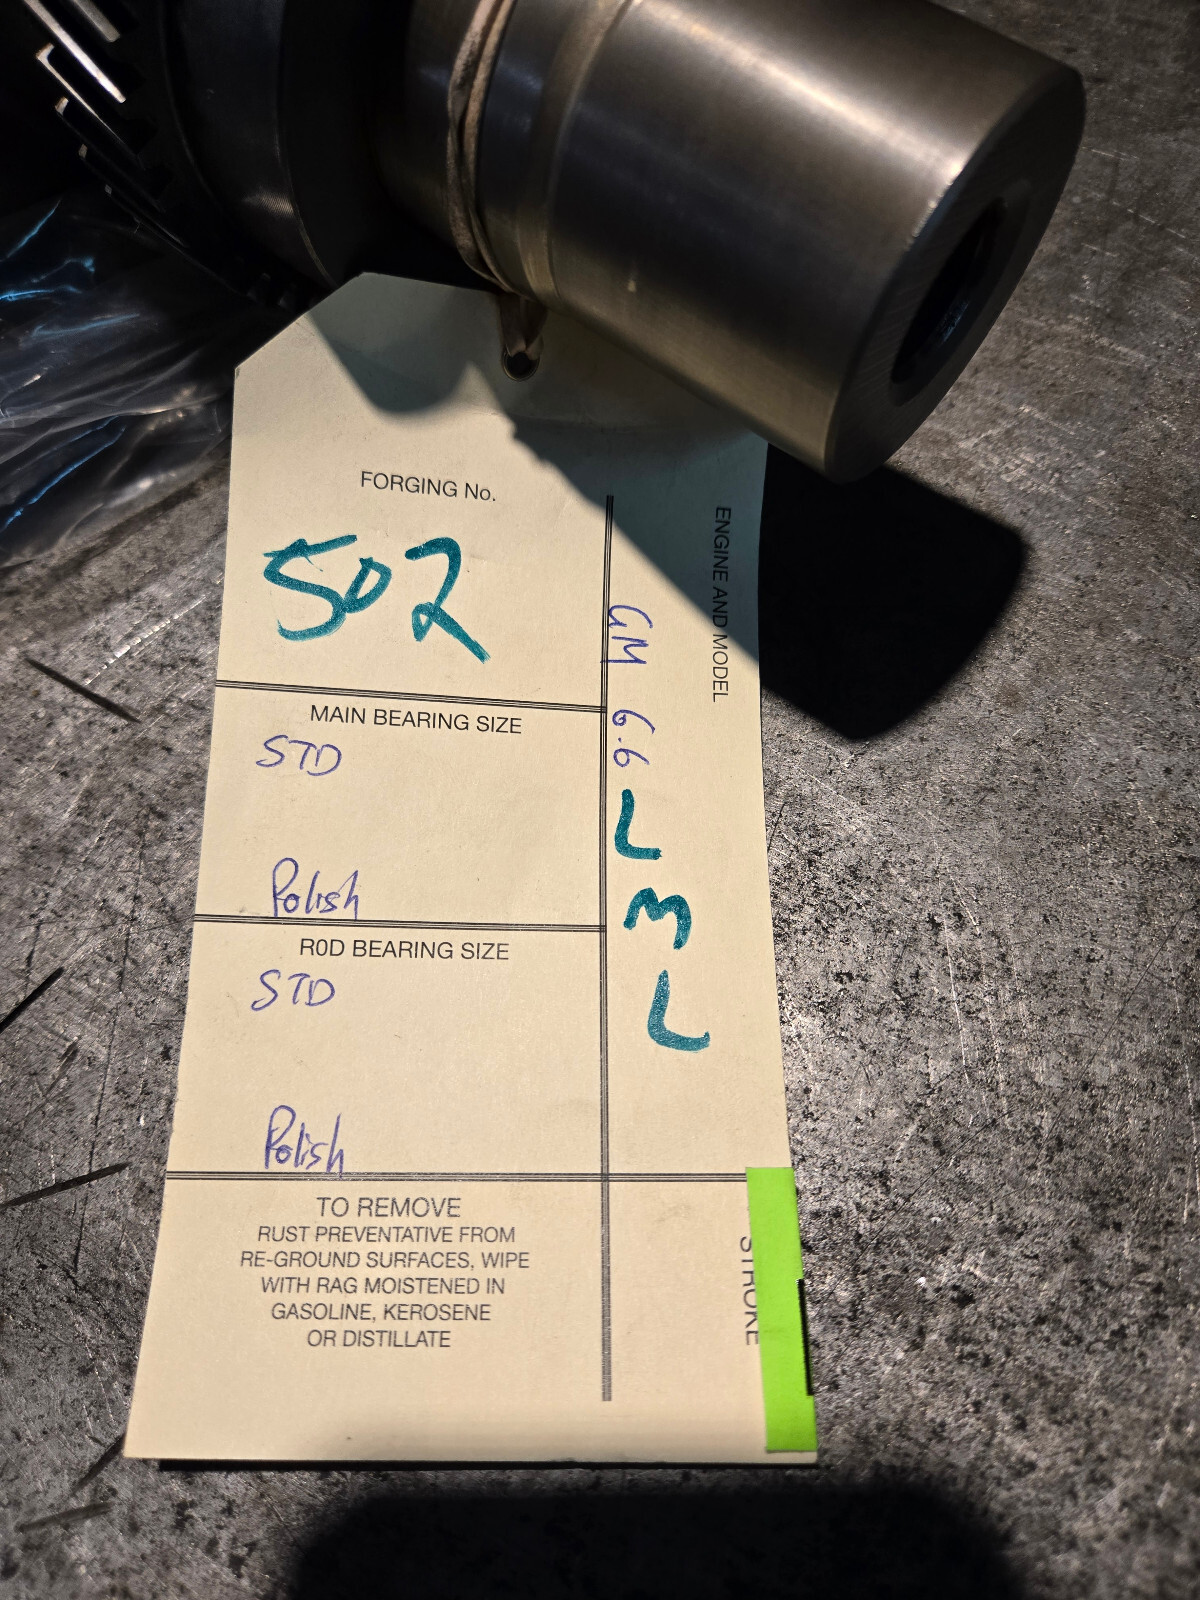 FORGING No.
502
MAIN BEARING SIZE
STD
Polish
R0D BEARING SIZE
STD
Polish
TO REMOVE
RUST PREVENTATIVE FROM
RE-GROUND SURFACES, WIPE
WITH RAG MOISTENED IN
GASOLINE, KEROSENE
OR DISTILLATE
ENGINE AND MODEL
GM 6.6 LML
STROKE